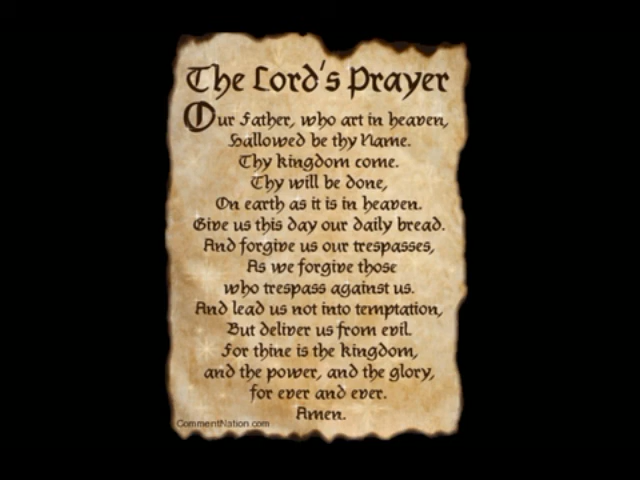 The Lord's Prayer
Our Father, who art in heaven,
Hallowed be thy Name.
Thy kingdom come.
Thy will be done,
On earth as it is in heaven.
Give us this day our daily bread.
And forgive us our trespasses,
As we forgive those
who trespass against us.
And lead us not into temptation,
But deliver us from evil.
For thine is the kingdom,
and the power, and the glory,
for ever and ever.
Amen.
CommentNation.com